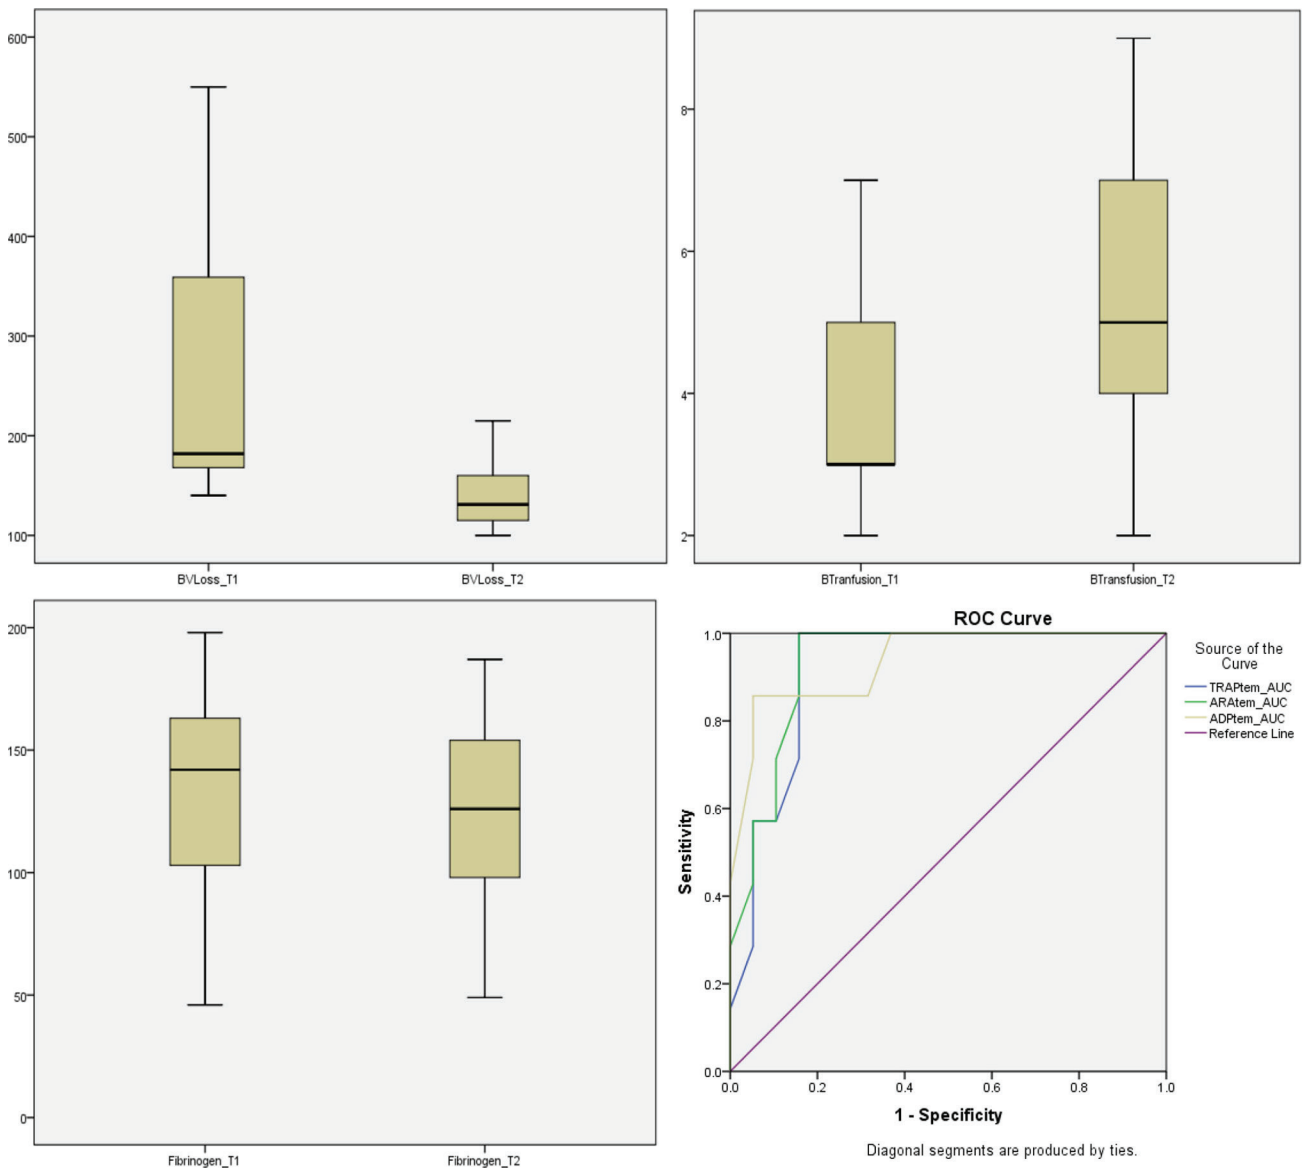 600
500
400
300
200
100
BVLoss_T1
BVLoss_T2
8
6
4
2
BTranfusion_T1
BTransfusion_T2
200
150
100
50
0
Fibrinogen_T1
Fibrinogen_T2
ROC Curve
Sensitivity
1.0
0.8
0.6
0.4
0.2
0.0
0.0
0.2
0.4
0.6
0.8
1.0
1 - Specificity
Source of the
Curve
TRAPtem_AUC
ARAtem_AUC
ADPtem_AUC
Reference Line
Diagonal segments are produced by ties.